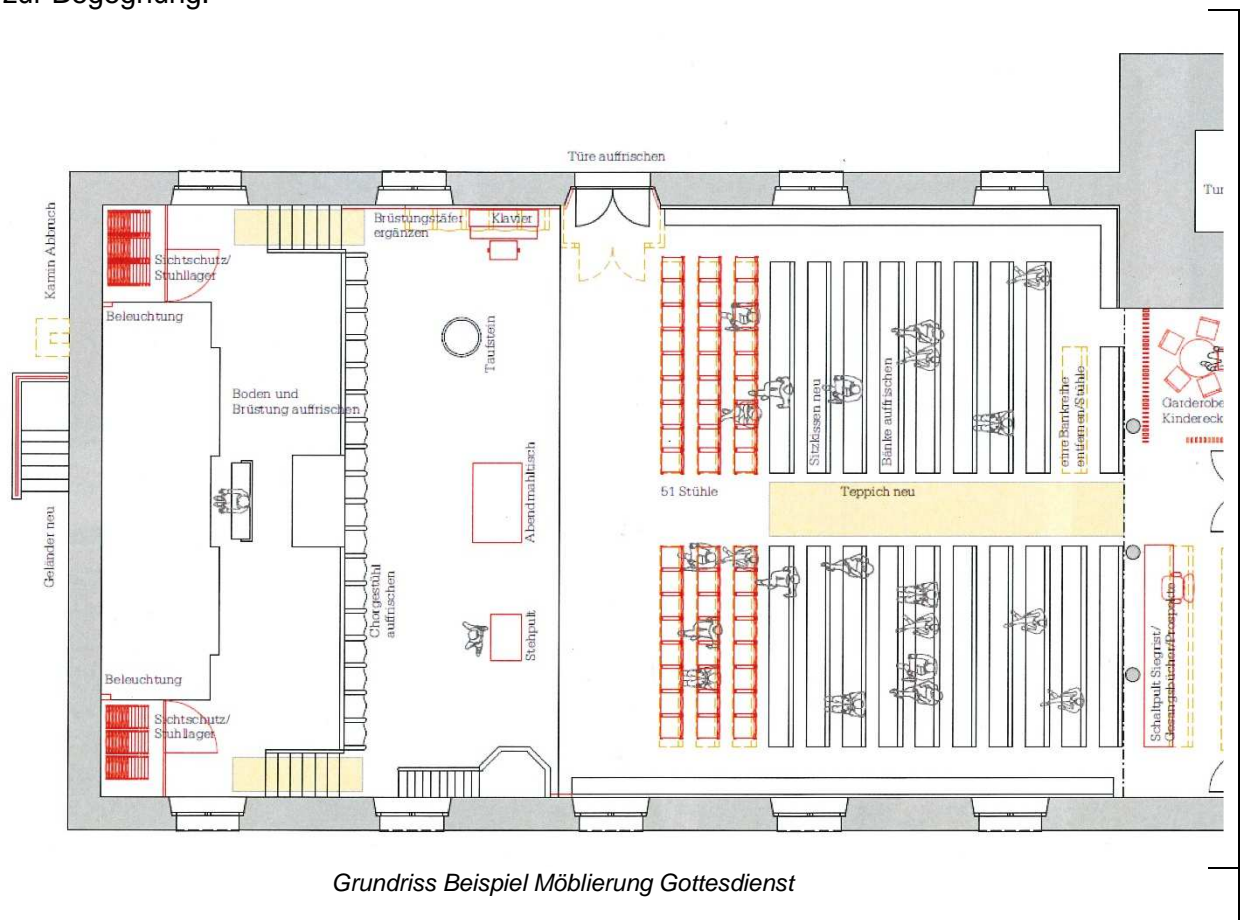 zur Begegnung.
Türe auffrischen
Tur
Kamin Abbruch
Brüstungstäfer
ergänzen
Klavier
Sichtschutz/
Stuhllager
Beleuchtung
Taufstein
Boden und
Brüstung auffrischen
Sitzkissen neu
Bänke auffrischen
eine Bankreihe
entfernen/Stühle
Garderobe
Kindereck
51 Stühle
Teppich neu
Abendmahltisch
Geländer neu
Chorgestühl
auffrischen
Stehpult
Schaltpult Siegrist/
Gesangsbücher/Prospekte
Beleuchtung
Sichtschutz/
Stuhllager
Grundriss Beispiel Möblierung Gottesdienst